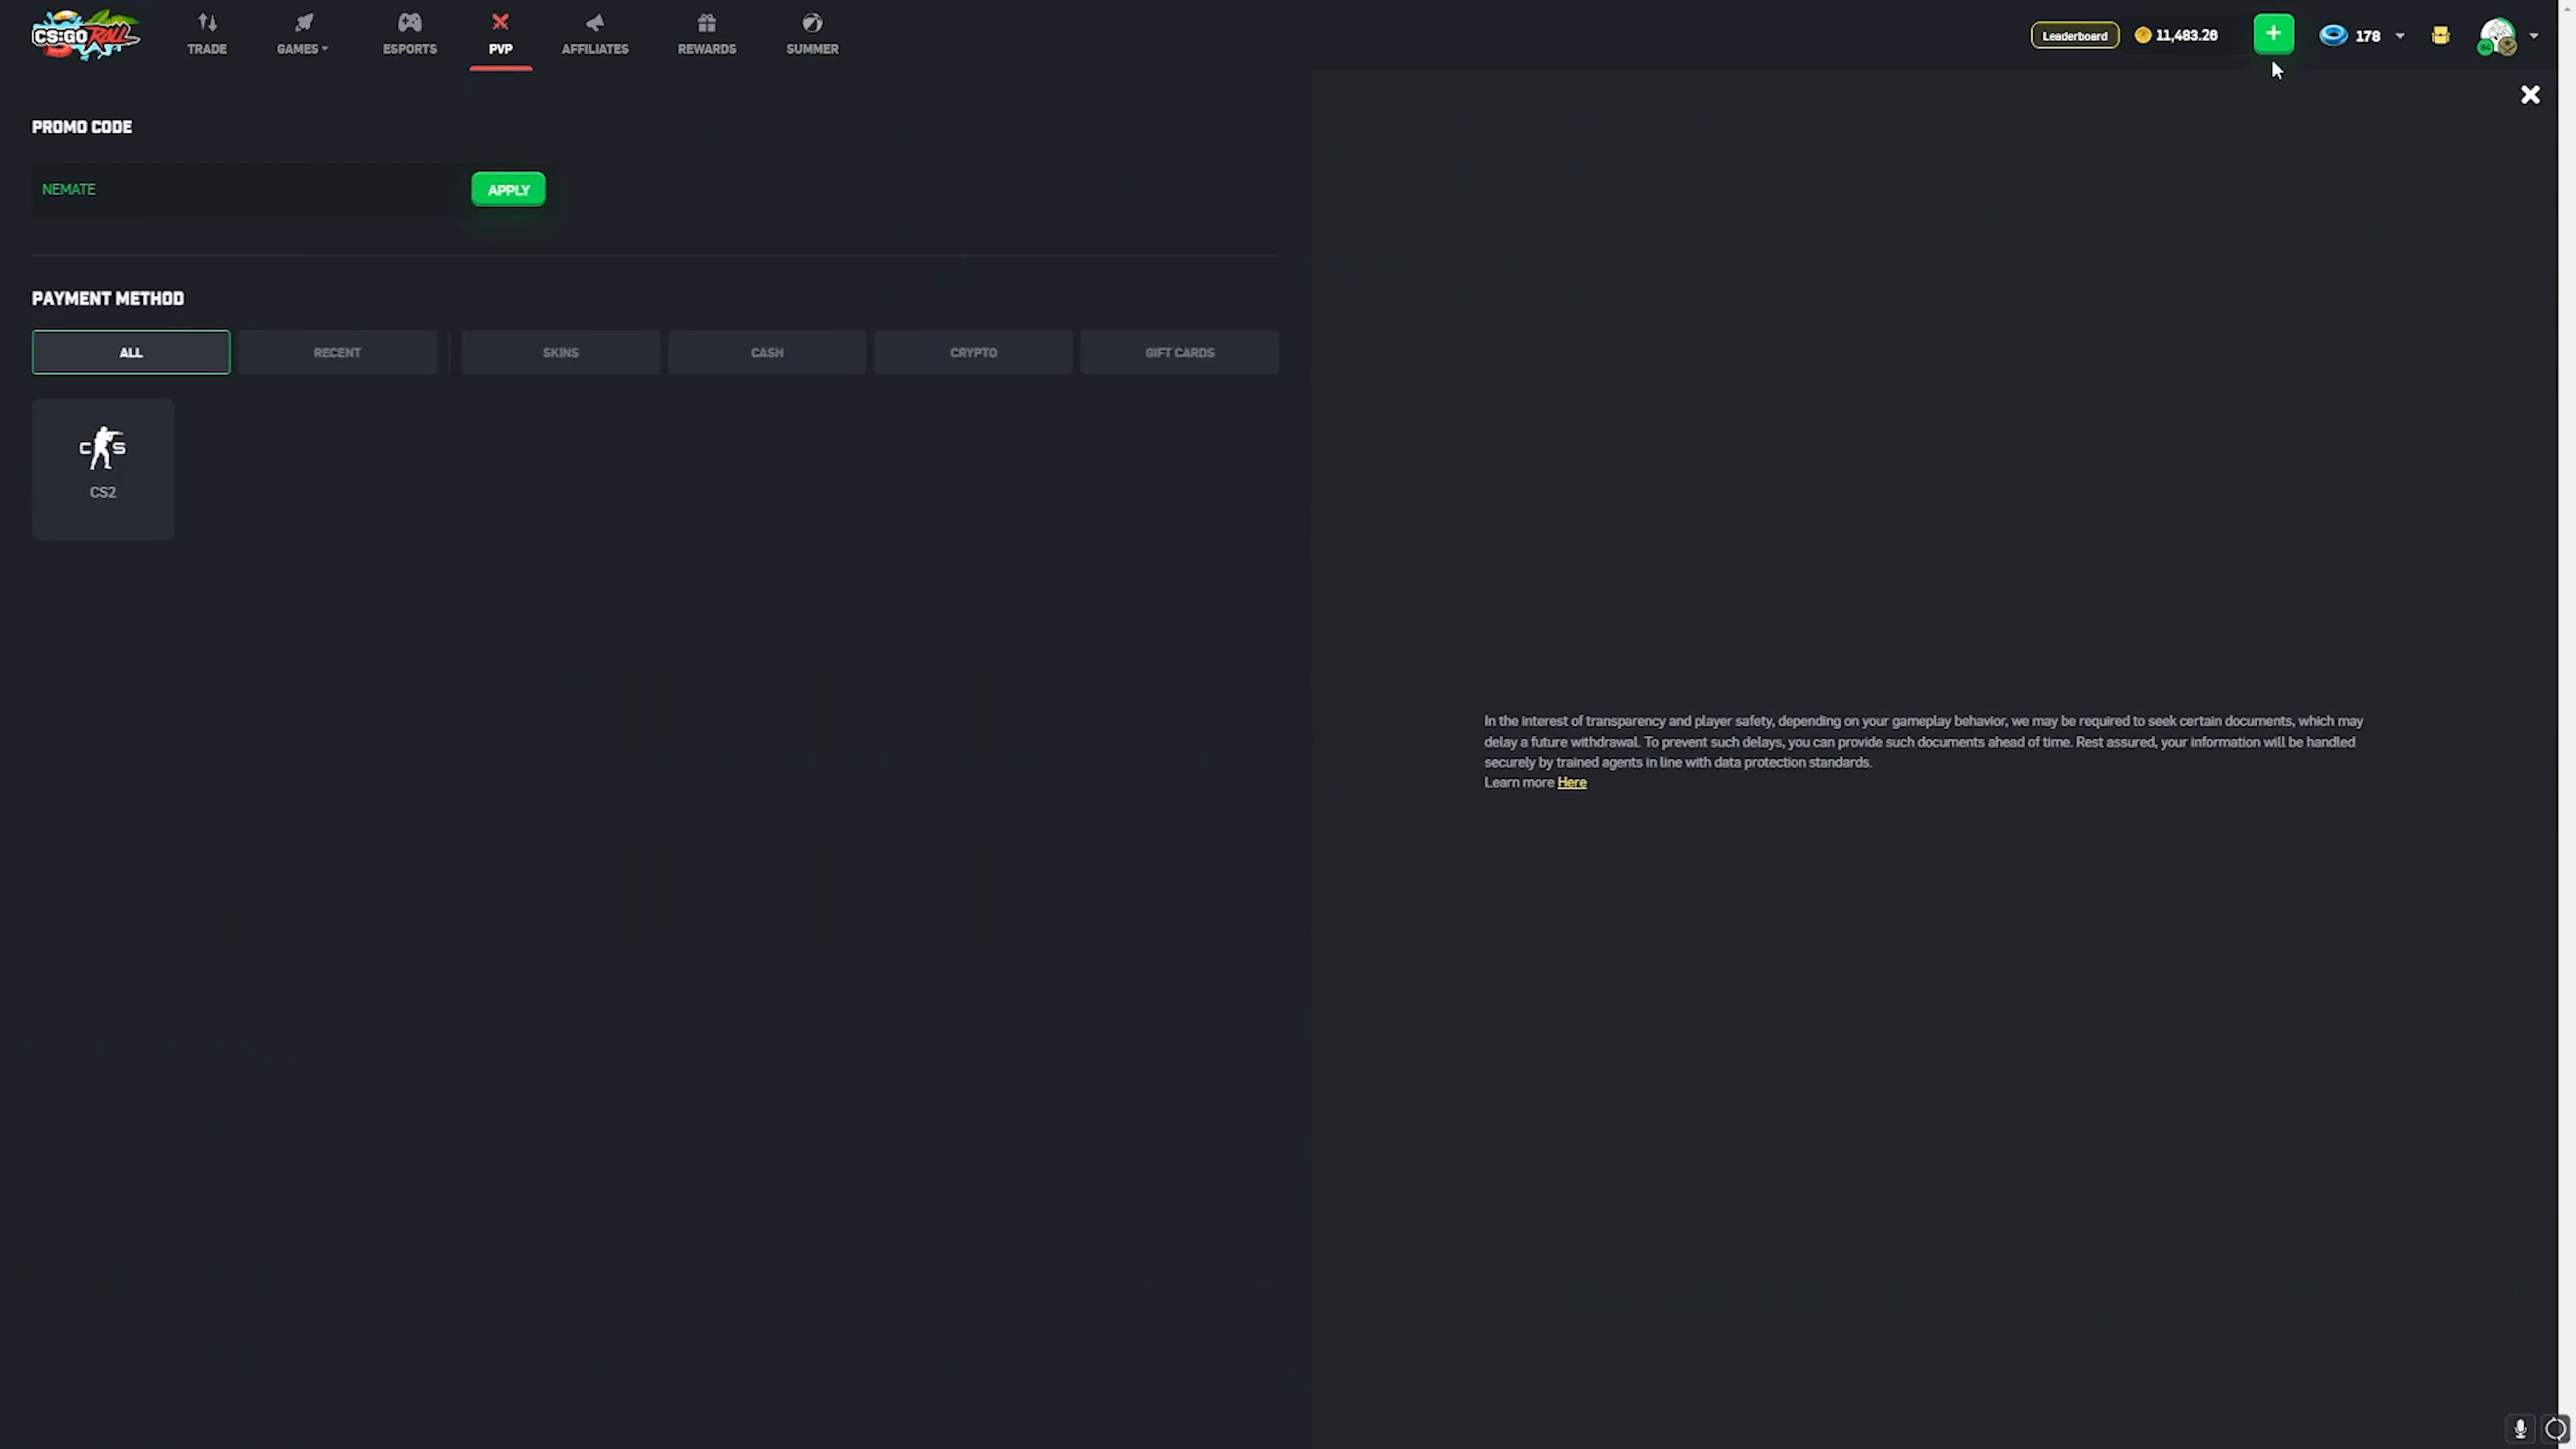 CS:GO ROLL
TRADE
GAMES
ESPORTS
PVP
AFFILIATES
REWARDS
SUMMER
Leaderboard
11,483.26
178
94
PROMO CODE
NEMATE
APPLY
PAYMENT METHOD
ALL
RECENT
SKINS
CASH
CRYPTO
GIFT CARDS
C S
CS2
In the interest of transparency and player safety, depending on your gameplay behavior, we may be required to seek certain documents, which may
delay a future withdrawal. To prevent such delays, you can provide such documents ahead of time. Rest assured, your information will be handled
securely by trained agents in line with data protection standards.
Learn more Here